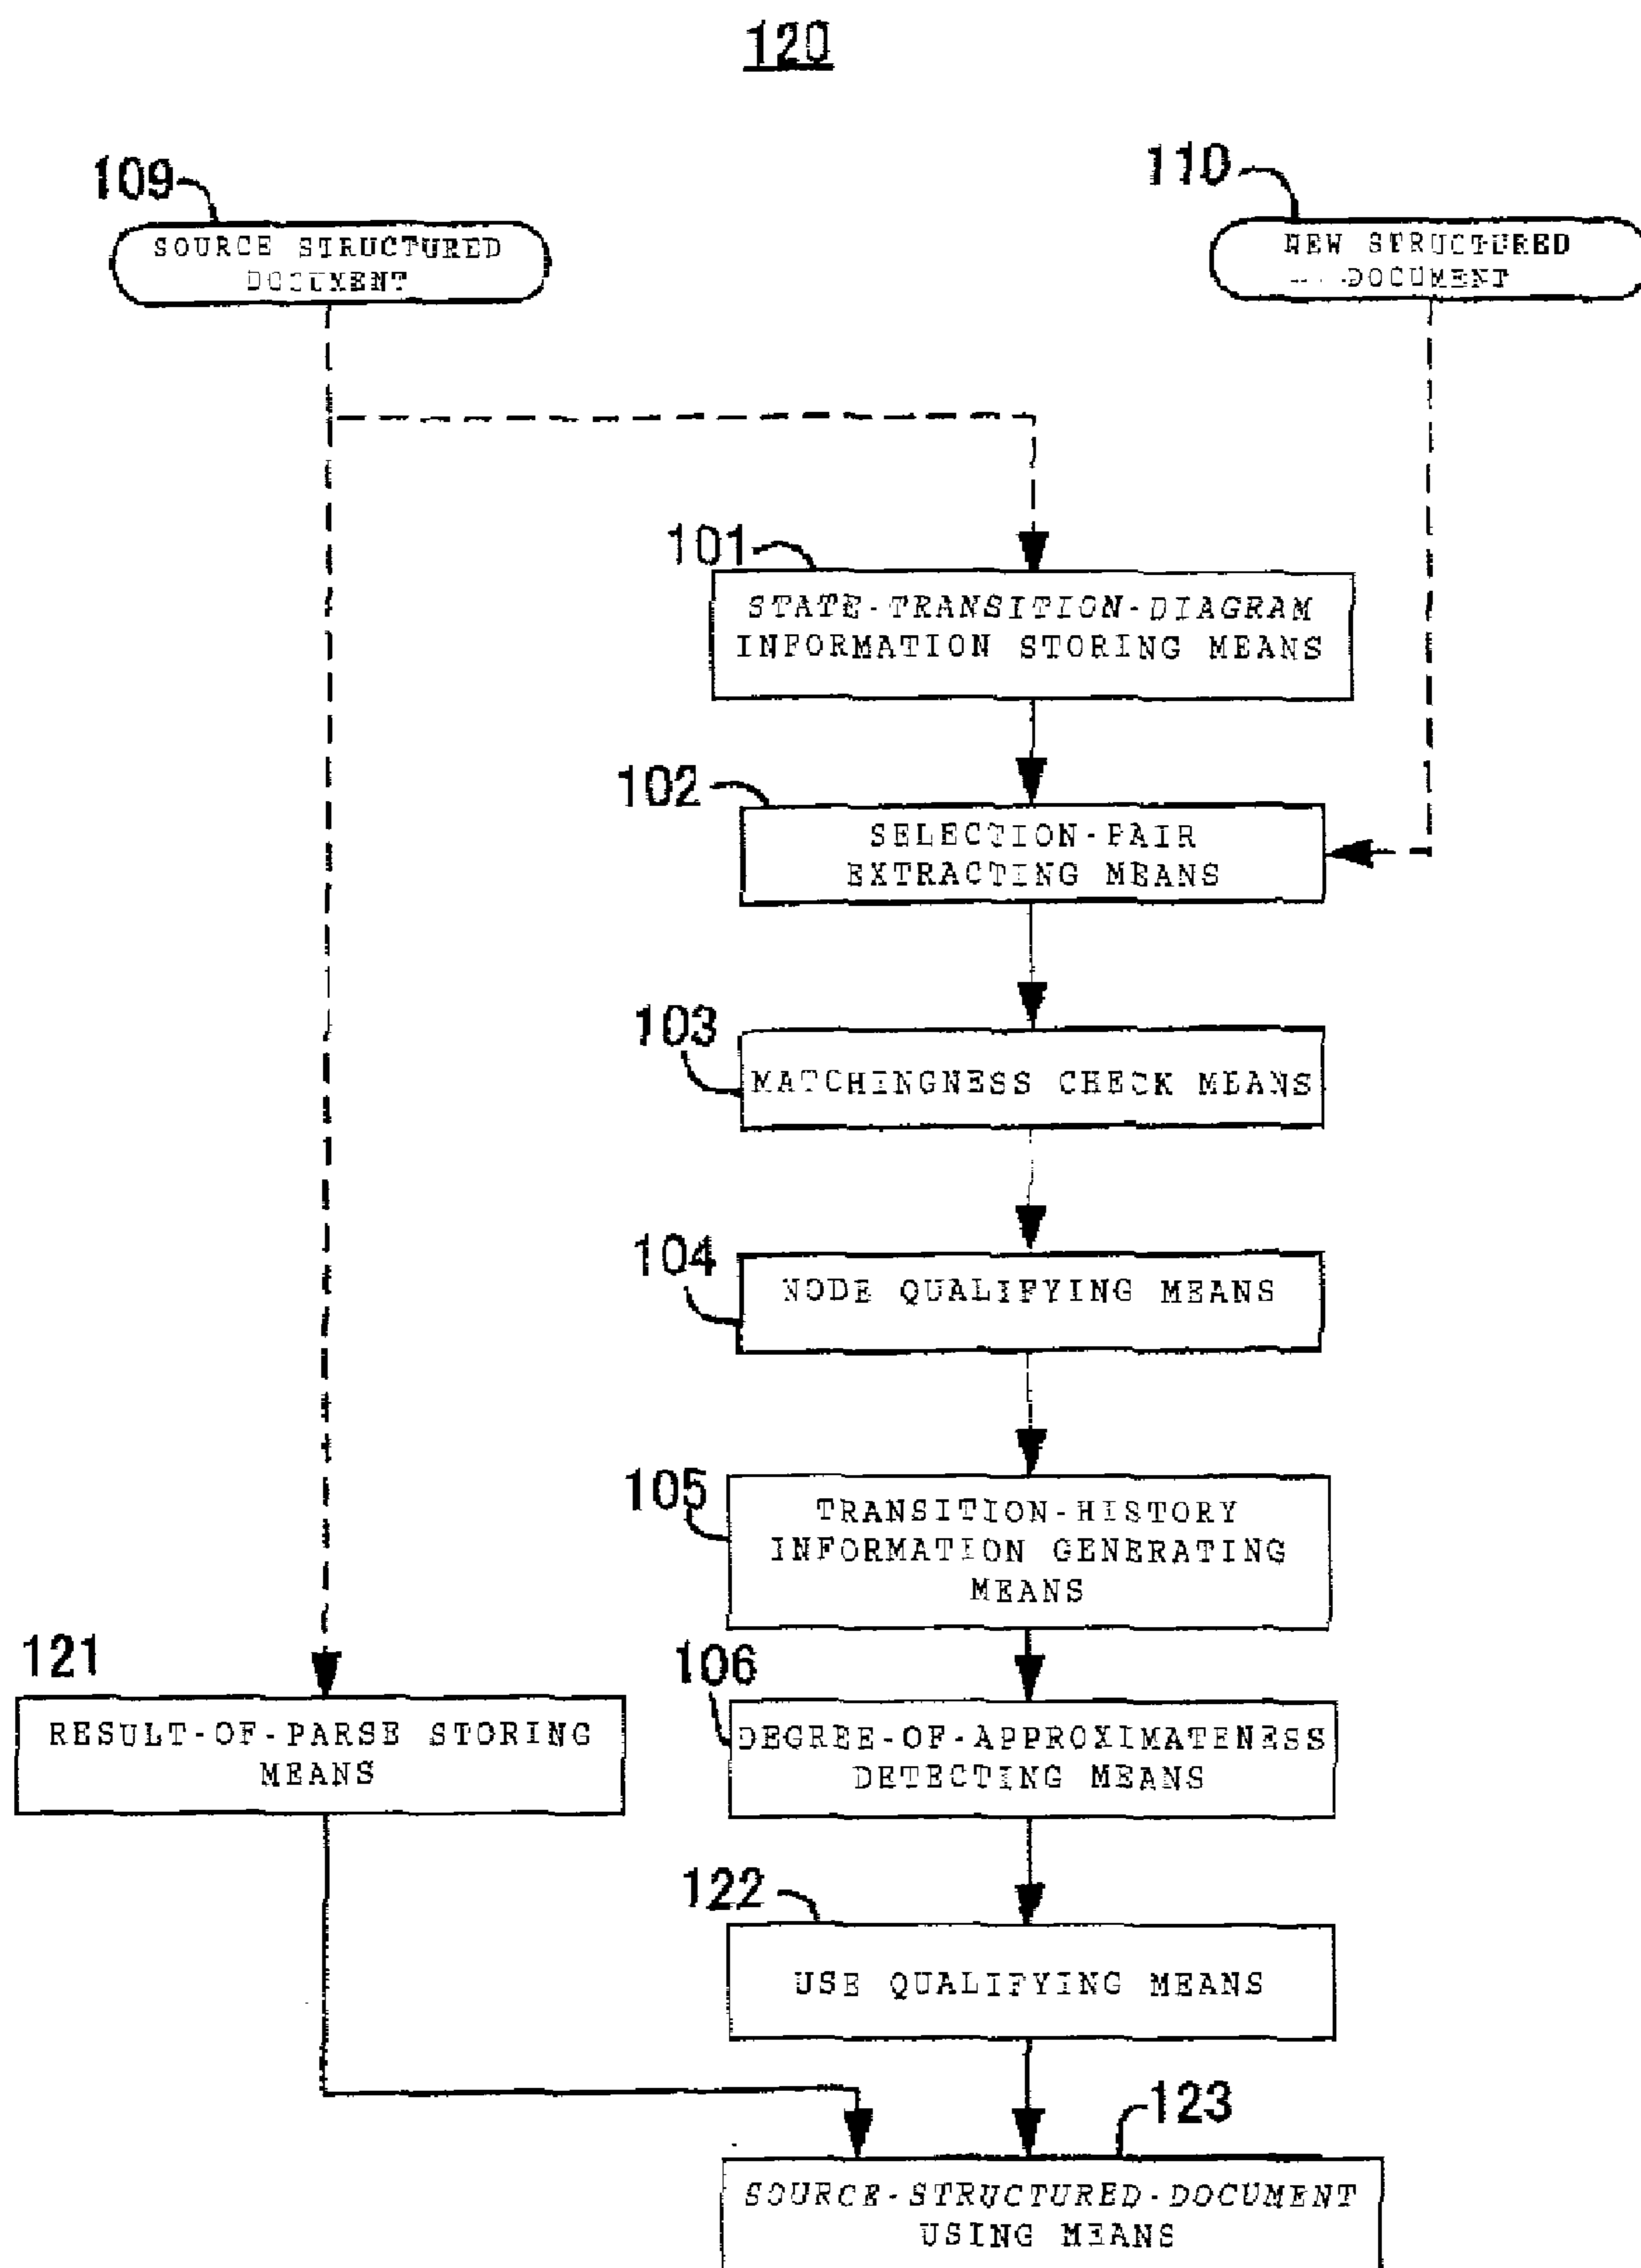 120
109
SOURCE STRUCTURED
DOCUMENT
110
NEW STRUCTURED
DOCUMENT
101
STATE-TRANSITION-DIAGRAM
INFORMATION STORING MEANS
102
SELECTION-PAIR
EXTRACTING MEANS
103
MATCHINGNESS CHECK MEANS
104
NODE QUALIFYING MEANS
105
TRANSITION-HISTORY
INFORMATION GENERATING
MEANS
121
RESULT-OF-PARSE STORING
MEANS
106
DEGREE-OF-APPROXIMATENESS
DETECTING MEANS
122
USE QUALIFYING MEANS
123
SOURCE-STRUCTURED-DOCUMENT
USING MEANS